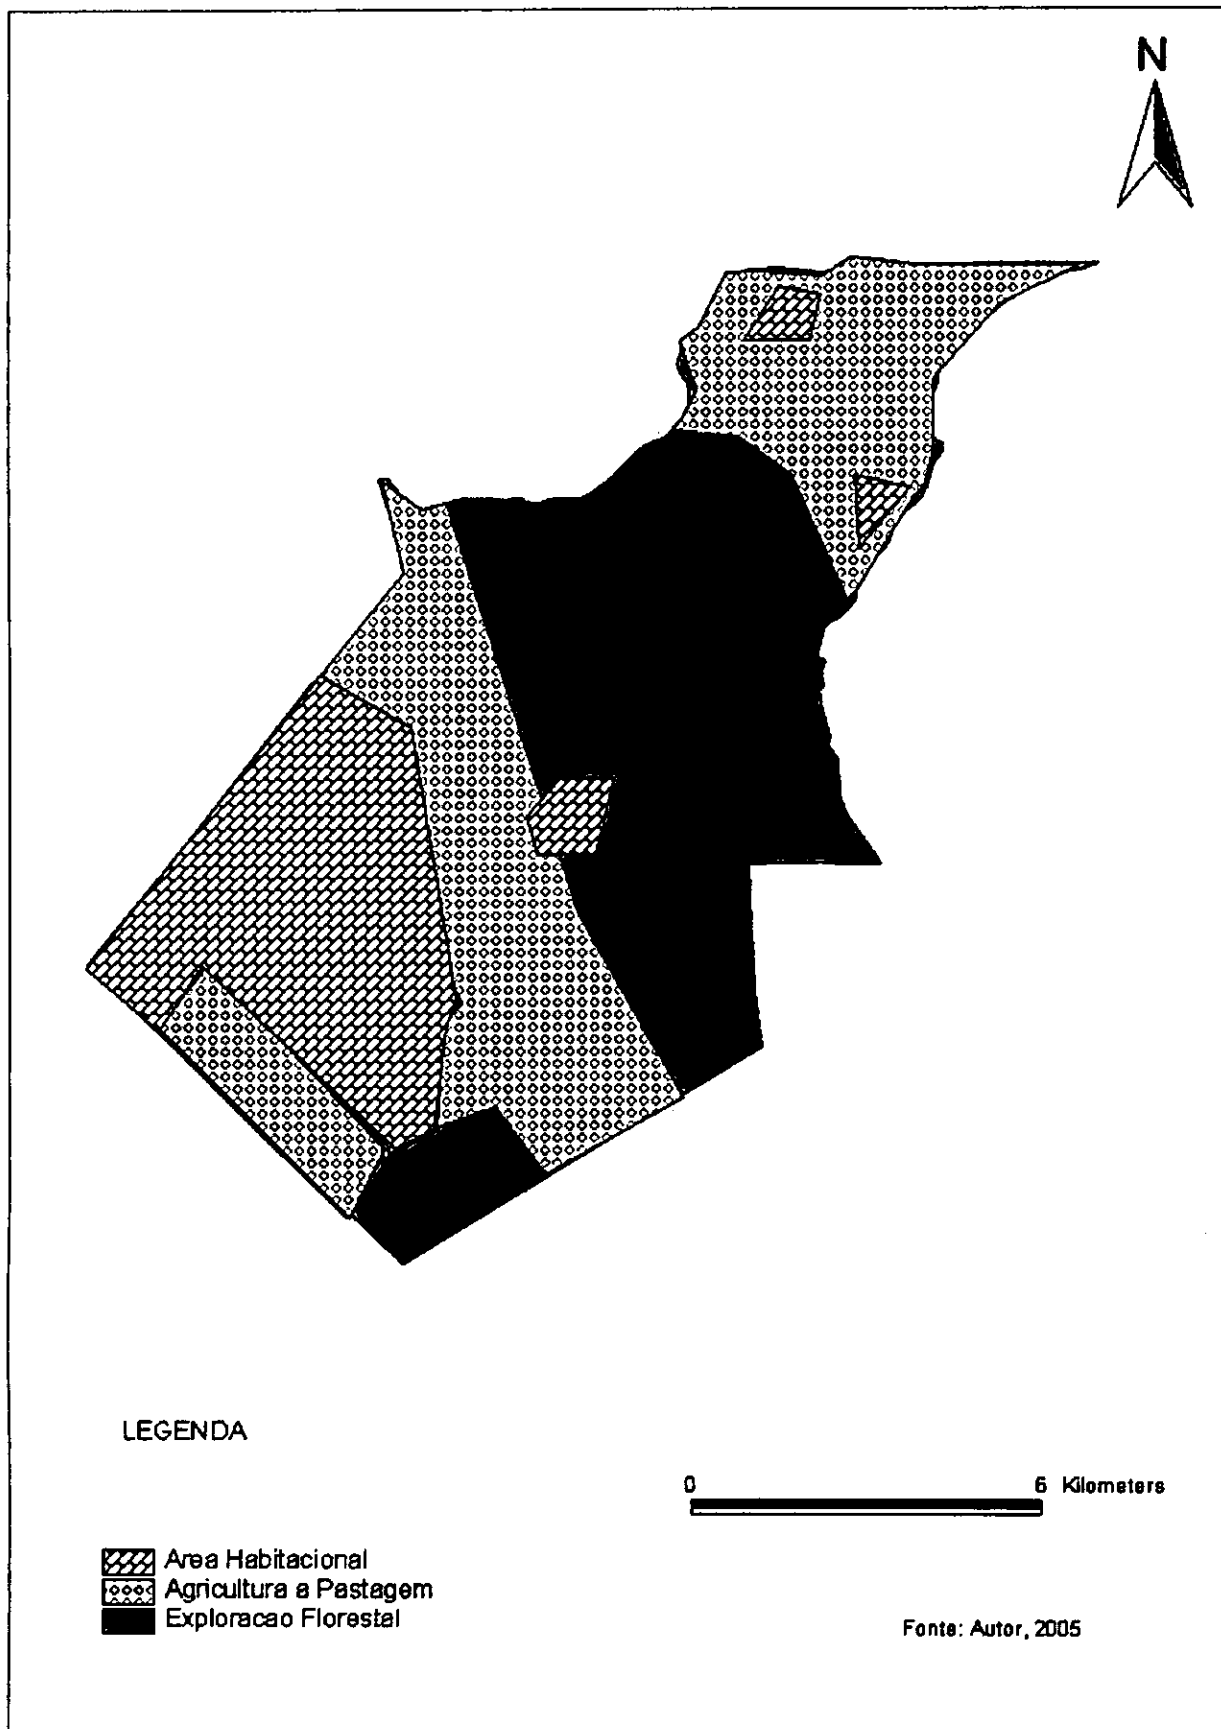 N
LEGENDA
0 6 Kilometers
Area Habitacional
Agricultura a Pastagem
Exploracao Florestal
Fonte: Autor, 2005